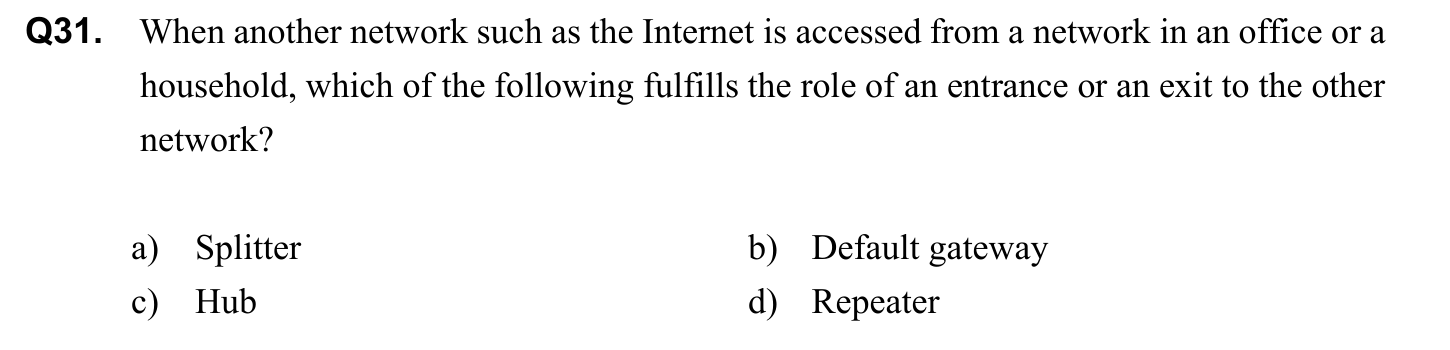 Q31. When another network such as the Internet is accessed from a network in an office or a
household, which of the following fulfills the role of an entrance or an exit to the other
network?
a) Splitter b) Default gateway
c) Hub d) Repeater